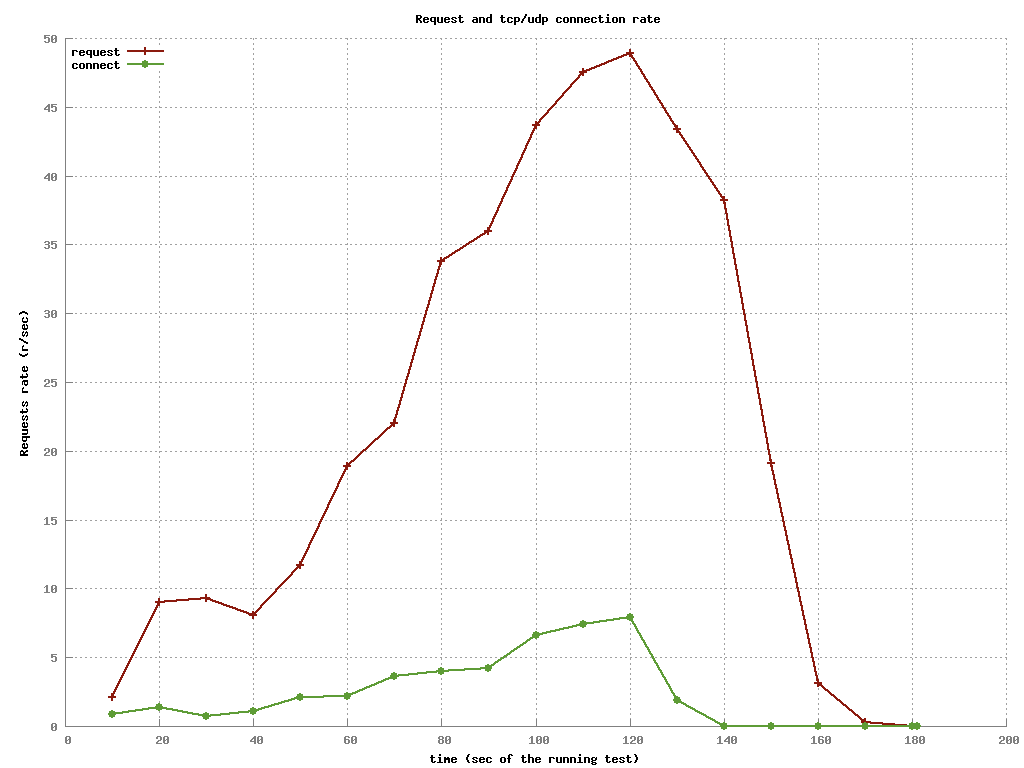 Request and tcp/udp connection rate
request
connect
50
45
40
35
30
25
20
15
10
5
0
Requests rate (r/sec)
0 20 40 60 80 100 120 140 160 180 200
time (sec of the running test)